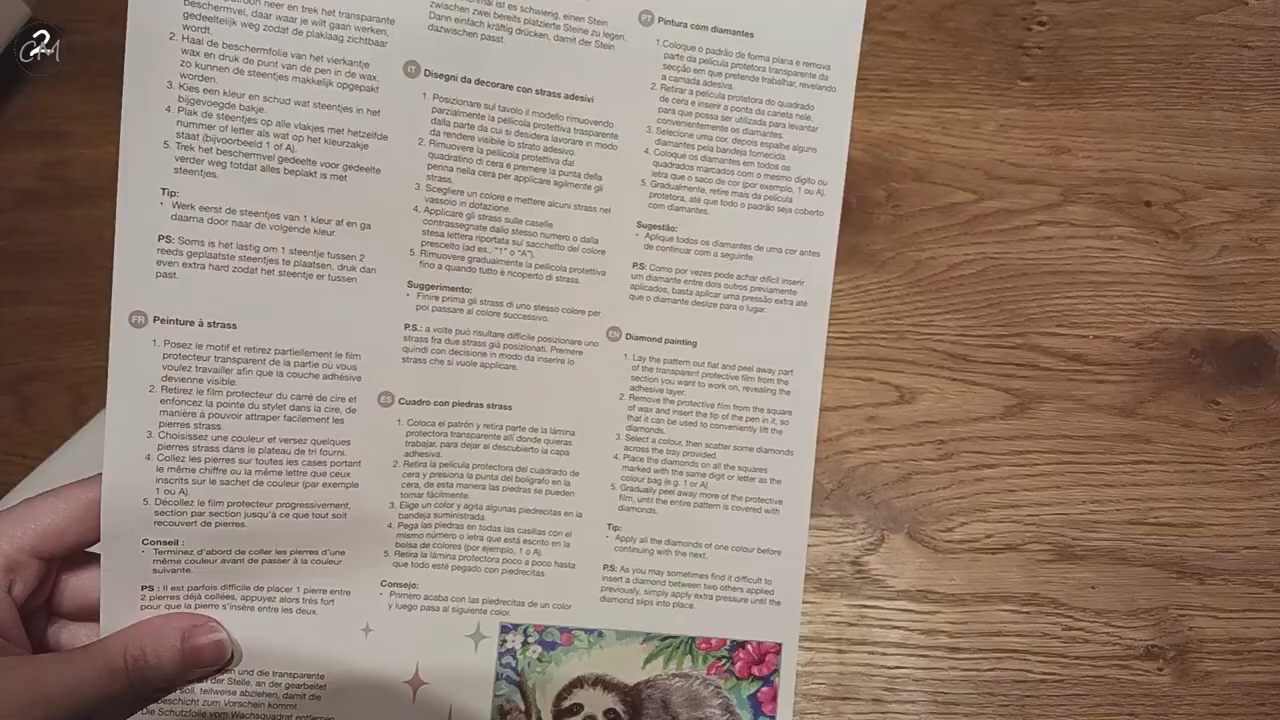 CM
neer en trek het transparante
beschermvel, daar waar je wilt gaan werken,
gedeeltelijk weg zodat de plaklaag zichtbaar
wordt.
2. Haal de beschermfolie van het vierkantje
wax en druk de punt van de pen in de wax,
zo kunnen de steentjes makkelijk opgepakt
worden.
3. Kies een kleur en schud wat steentjes in het
bijgevoegde bakje.
4. Plak de steentjes op alle vlakjes met hetzelfde
nummer of letter als wat op het kleurzakje
staat (bijvoorbeeld 1 of A).
5. Trek het beschermvel gedeelte voor gedeelte
verder weg totdat alles beplakt is met
steentjes.
Tip:
• Werk eerst de steentjes van 1 kleur af en ga
daarna door naar de volgende kleur.
PS: Soms is het lastig om 1 steentje tussen 2
reeds geplaatste steentjes te plaatsen, druk dan
even extra hard zodat het steentje er tussen
past.
FR Peinture à strass
1. Posez le motif et retirez partiellement le film
protecteur transparent de la partie où vous
voulez travailler afin que la couche adhésive
devienne visible.
2. Retirez le film protecteur du carré de cire et
enfoncez la pointe du stylet dans la cire, de
manière à pouvoir attraper facilement les
pierres strass.
3. Choisissez une couleur et versez quelques
pierres strass dans le plateau de tri fourni.
4. Collez les pierres sur toutes les cases portant
le même chiffre ou la même lettre que ceux
inscrits sur le sachet de couleur (par exemple
1 ou A).
5. Décollez le film protecteur progressivement,
section par section jusqu'à ce que tout soit
recouvert de pierres.
Conseil :
• Terminez d'abord de coller les pierres d'une
même couleur avant de passer à la couleur
suivante.
PS : Il est parfois difficile de placer 1 pierre entre
2 pierres déjà collées, appuyez alors très fort
pour que la pierre s'insère entre les deux.
und die transparente
der Stelle, an der gearbeitet
soll, teilweise abziehen, damit die
zum Vorschein kommt.
Die Schutzfolie vom Wachsquadrat entfernen
ist es schwierig, einen Stein
zwischen zwei bereits platzierte Steine zu legen.
Dann einfach kräftig drücken, damit der Stein
dazwischen passt.
IT Disegni da decorare con strass adesivi
1. Posizionare sul tavolo il modello rimuovendo
parzialmente la pellicola protettiva trasparente
dalla parte da cui si desidera lavorare in modo
da rendere visibile lo strato adesivo.
2. Rimuovere la pellicola protettiva dal
quadratino di cera e premere la punta della
penna nella cera per applicare agilmente gli
strass.
3. Scegliere un colore e mettere alcuni strass nel
vassoio in dotazione.
4. Applicare gli strass sulle caselle
contrassegnate dallo stesso numero o dalla
stesa lettera riportata sul sacchetto del colore
prescelto (ad es., "1" o "A").
5. Rimuovere gradualmente la pellicola protettiva
fino a quando tutto è ricoperto di strass.
Suggerimento:
• Finire prima gli strass di uno stesso colore per
poi passare al colore successivo.
P.S.: a volte può risultare difficile posizionare uno
strass fra due strass già posizionati. Premere
quindi con decisione in modo da inserire lo
strass che si vuole applicare.
ES Cuadro con piedras strass
1. Coloca el patrón y retira parte de la lámina
protectora transparente allí donde quieras
trabajar, para dejar al descubierto la capa
adhesiva.
2. Retira la película protectora del cuadrado de
cera y presiona la punta del bolígrafo en la
cera, de esta manera las piedras se pueden
tomar fácilmente.
3. Elige un color y agita algunas piedrecitas en la
bandeja suministrada.
4. Pega las piedras en todas las casillas con el
mismo número o letra que está escrito en la
bolsa de colores (por ejemplo, 1 o A).
5. Retira la lámina protectora poco a poco hasta
que todo esté pegado con piedrecitas.
Consejo:
• Primero acaba con las piedrecitas de un color
y luego pasa al siguiente color.
PT Pintura com diamantes
1.Coloque o padrão de forma plana e remova
parte da película protetora transparente da
secção em que pretende trabalhar, revelando
a camada adesiva.
2. Retirar a película protetora do quadrado
de cera e inserir a ponta da caneta nele,
para que possa ser utilizada para levantar
convenientemente os diamantes.
3. Selecione uma cor, depois espalhe alguns
diamantes pela bandeja fornecida.
4. Coloque os diamantes em todos os
quadrados marcados com o mesmo dígito ou
letra que o saco de cor (por exemplo, 1 ou A).
5. Gradualmente, retire mais da película
protetora, até que todo o padrão seja coberto
com diamantes.
Sugestão:
• Aplique todos os diamantes de uma cor antes
de continuar com a seguinte.
P.S: Como por vezes pode achar difícil inserir
um diamante entre dois outros previamente
aplicados, basta aplicar uma pressão extra até
que o diamante deslize para o lugar.
EN Diamond painting
1. Lay the pattern out flat and peel away part
of the transparent protective film from the
section you want to work on, revealing the
adhesive layer.
2. Remove the protective film from the square
of wax and insert the tip of the pen in it, so
that it can be used to conveniently lift the
diamonds.
3. Select a colour, then scatter some diamonds
across the tray provided.
4. Place the diamonds on all the squares
marked with the same digit or letter as the
colour bag (e.g. 1 or A).
5. Gradually peel away more of the protective
film, until the entire pattern is covered with
diamonds.
Tip:
• Apply all the diamonds of one colour before
continuing with the next.
P.S: As you may sometimes find it difficult to
insert a diamond between two others applied
previously, simply apply extra pressure until the
diamond slips into place.